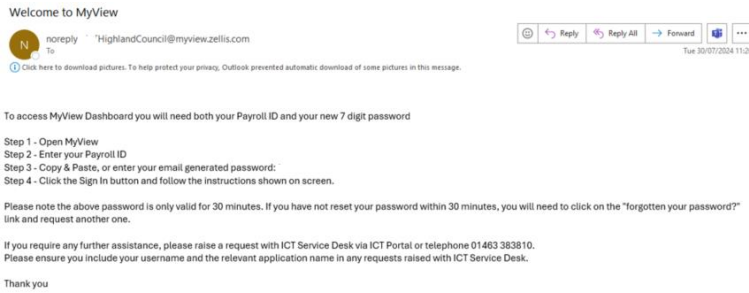 Welcome to MyView
N
noreply "HighlandCouncil@myview.zellis.com
To
Reply
Reply All
Forward
Tue 30/07/2024 11:2
Click here to download pictures. To help protect your privacy, Outlook prevented automatic download of some pictures in this message.
To access MyView Dashboard you will need both your Payroll ID and your new 7 digit password
Step 1 - Open MyView
Step 2 - Enter your Payroll ID
Step 3 - Copy & Paste, or enter your email generated password:
Step 4 - Click the Sign In button and follow the instructions shown on screen.
Please note the above password is only valid for 30 minutes. If you have not reset your password within 30 minutes, you will need to click on the "forgotten your password?"
link and request another one.
If you require any further assistance, please raise a request with ICT Service Desk via ICT Portal or telephone 01463 383810.
Please ensure you include your username and the relevant application name in any requests raised with ICT Service Desk.
Thank you